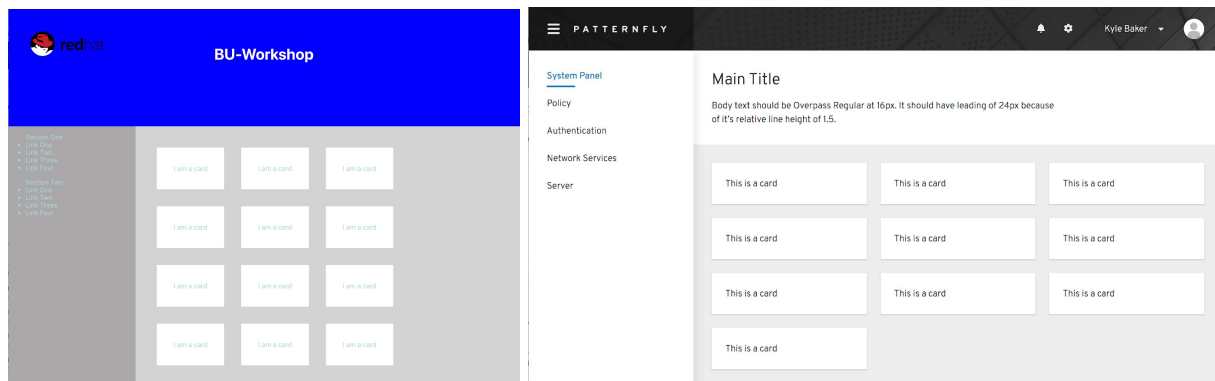 redhat
BU-Workshop
Section One
Link One
Link Two
Link Three
Link Four
Section Two
Link One
Link Two
Link Three
Link Four
I am a card I am a card I am a card
I am a card I am a card I am a card
I am a card I am a card I am a card
I am a card I am a card I am a card
PATTERNFLY
Kyle Baker
System Panel
Policy
Authentication
Network Services
Server
Main Title
Body text should be Overpass Regular at 16px. It should have leading of 24px because
of it's relative line height of 1.5.
This is a card This is a card This is a card
This is a card This is a card This is a card
This is a card This is a card This is a card
This is a card